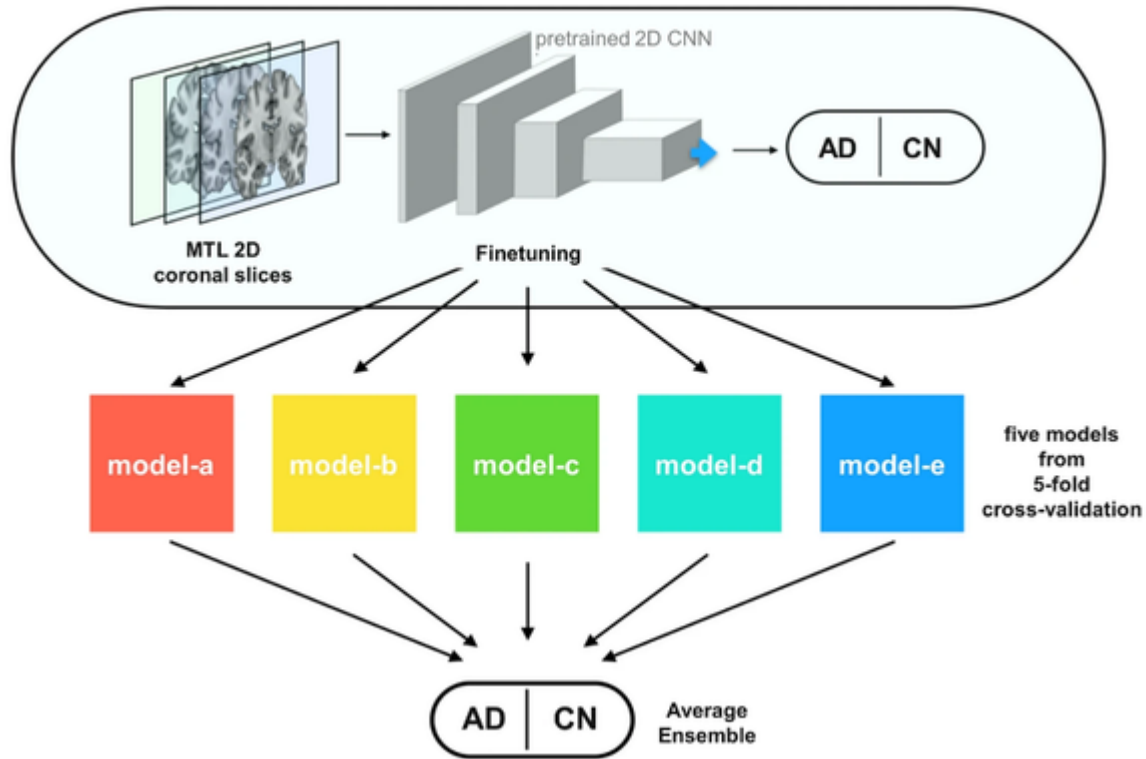 pretrained 2D CNN
AD CN
MTL 2D
coronal slices
Finetuning
model-a
model-b
model-c
model-d
model-e
five models
from
5-fold
cross-validation
AD CN
Average
Ensemble